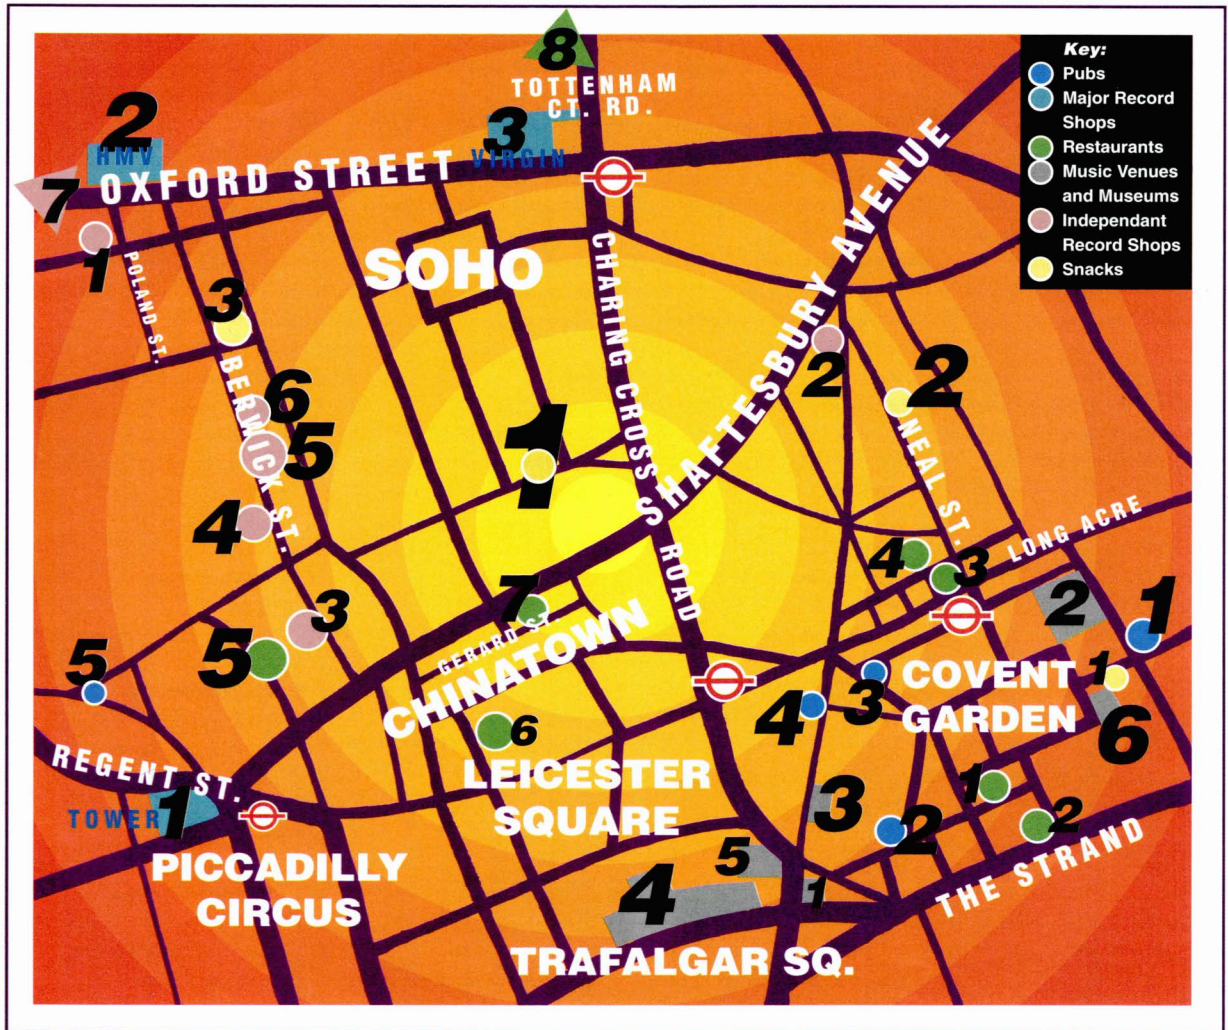 8
TOTTENHAM
CT. RD.
2
HMV
3
VIRGIN
OXFORD STREET
7
1
POLAND ST.
SOHO
CHARING CROSS
ROAD
SHAFTESBURY AVENUE
3
BERWICK ST.
6
5
4
1
2
2
NEAL ST.
LONG ACRE
4
3
2
1
3
5
5
7
GERARD ST.
CHINATOWN
6
LEICESTER
SQUARE
4
3
COVENT
GARDEN
1
6
REGENT ST.
TOWER
1
PICCADILLY
CIRCUS
3
2
1
2
THE STRAND
5
4
1
TRAFALGAR SQ.
Key:
Pubs
Major Record
Shops
Restaurants
Music Venues
and Museums
Independant
Record Shops
Snacks